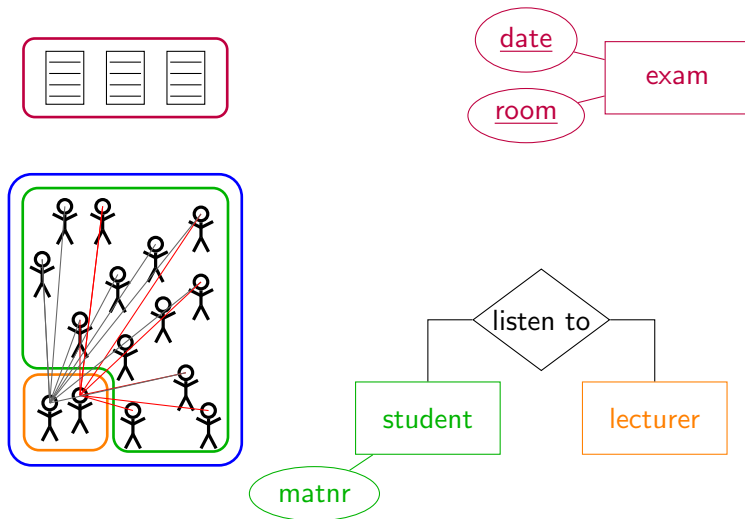 date
exam
room
listen to
student
lecturer
matnr